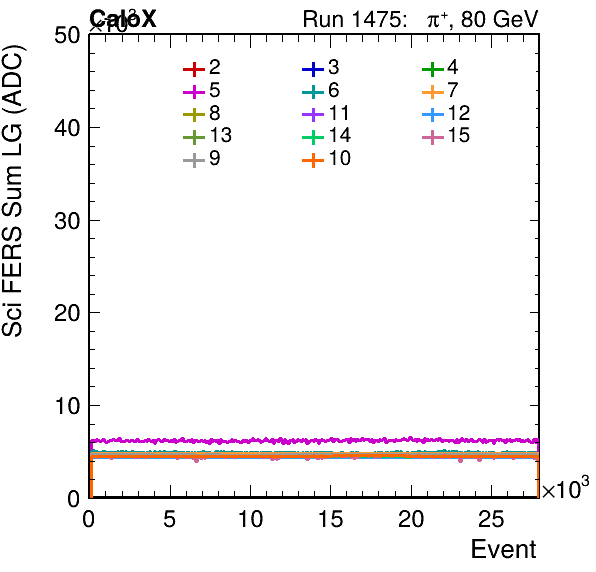 ×10³
CaloX Run 1475: π⁺, 80 GeV
Sci FERS Sum LG (ADC)
50
40
30
20
10
0
2 3 4
5 6 7
8 11 12
13 14 15
9 10
0 5 10 15 20 25
×10³
Event